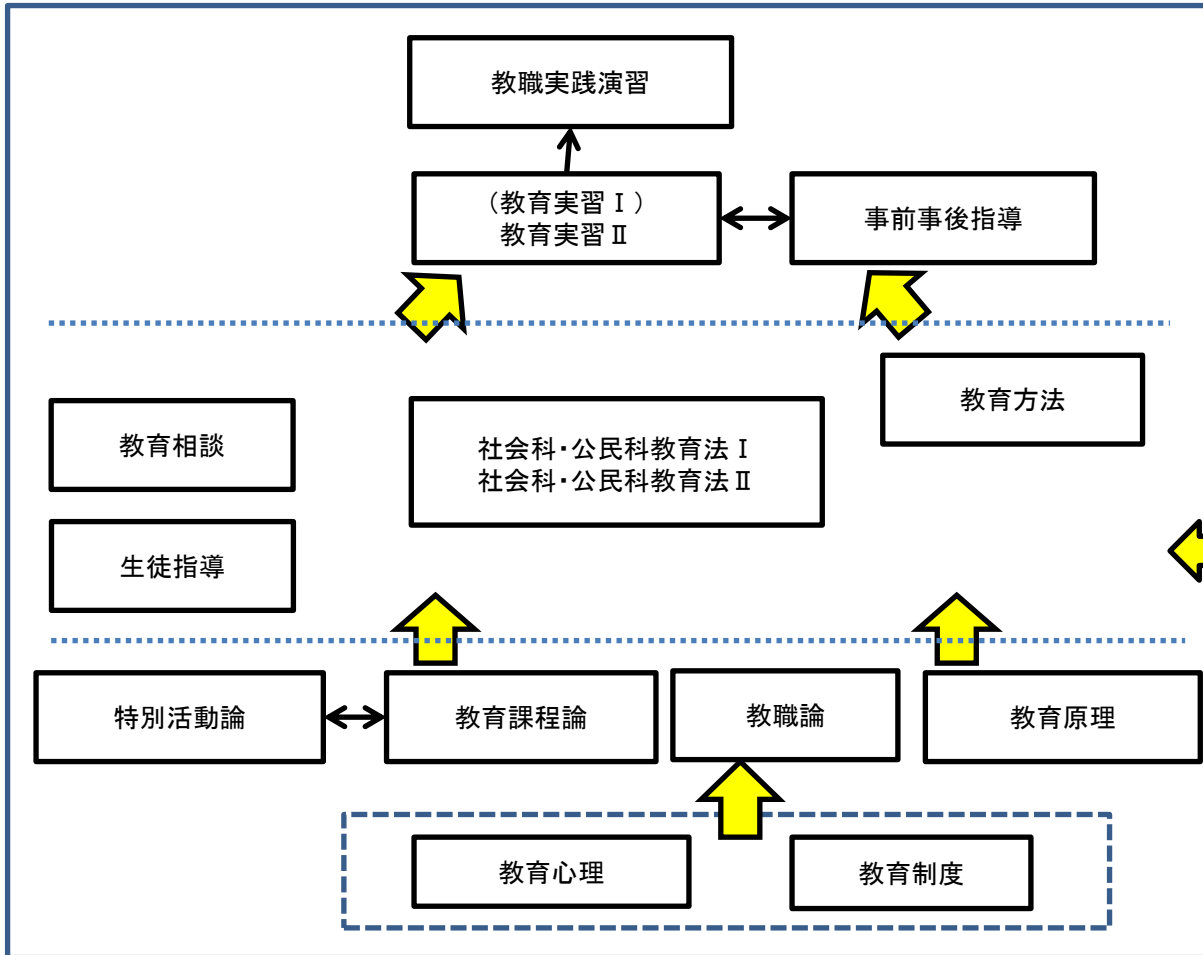 教職実践演習
（教育実習Ⅰ）
教育実習Ⅱ
事前事後指導
教育方法
教育相談
社会科・公民科教育法Ⅰ
社会科・公民科教育法Ⅱ
生徒指導
特別活動論
教育課程論
教職論
教育原理
教育心理
教育制度